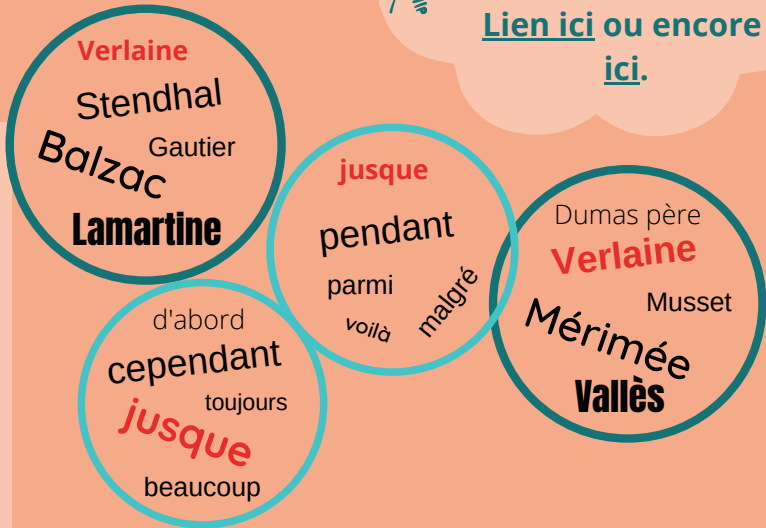 Lien ici ou encore
ici.
Verlaine
Stendhal
Gautier
Balzac
Lamartine
jusque
pendant
parmi
malgré
voilà
Dumas père
Verlaine
Musset
Mérimée
Vallès
d'abord
cependant
toujours
jusque
beaucoup